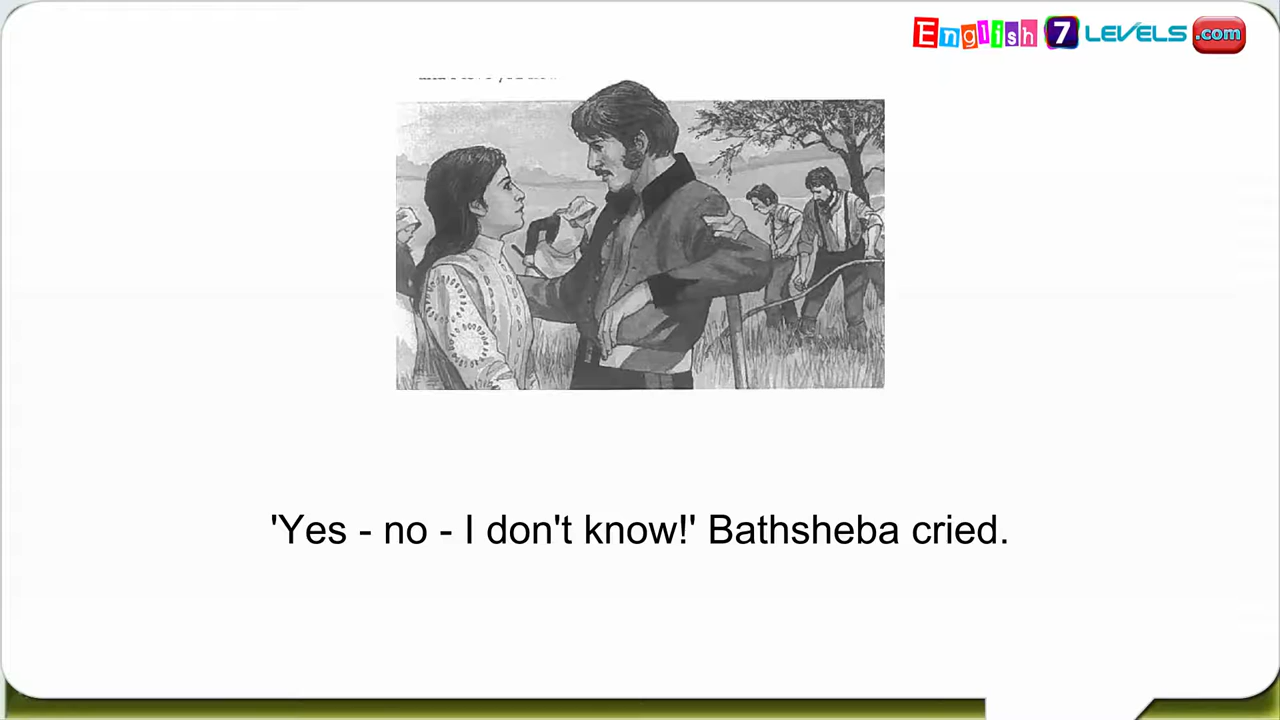 English 7 LEVELS .com
'Yes - no - I don't know!' Bathsheba cried.